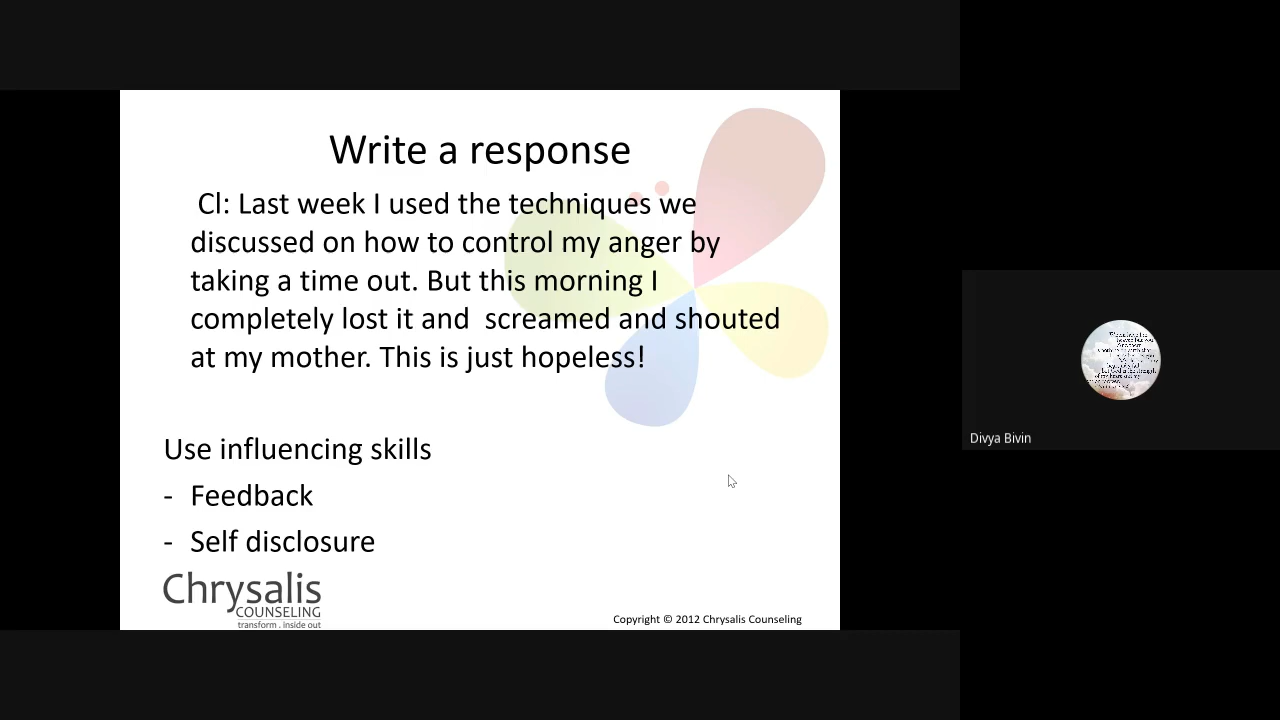 Write a response
Cl: Last week I used the techniques we
discussed on how to control my anger by
taking a time out. But this morning I
completely lost it and  screamed and shouted
at my mother. This is just hopeless!
Use influencing skills
- Feedback
- Self disclosure
Chrysalis
COUNSELING
transform . inside out
Copyright © 2012 Chrysalis Counseling
Divya Bivin